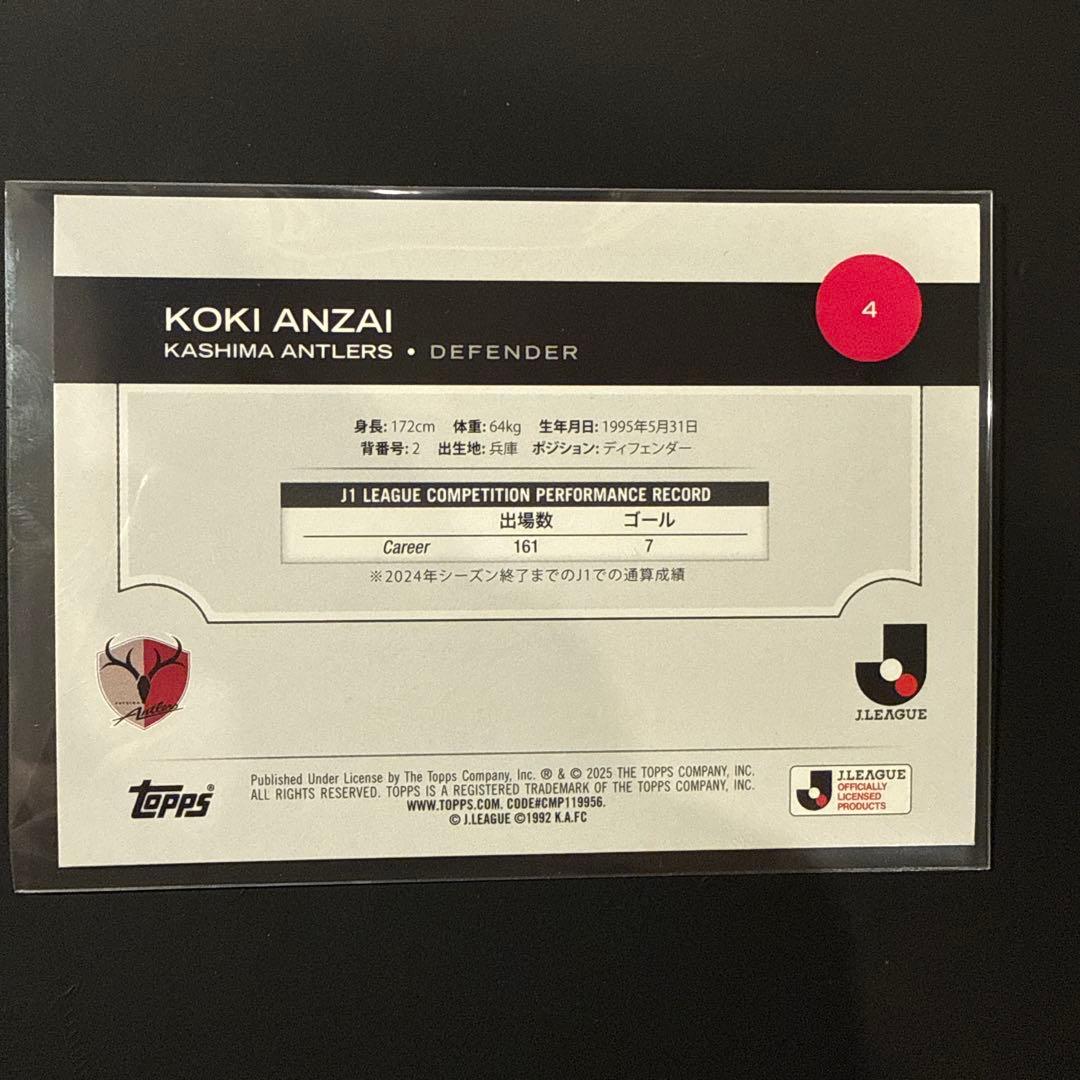 KOKI ANZAI
KASHIMA ANTLERS • DEFENDER
4
身長: 172cm 体重: 64kg 生年月日: 1995年5月31日
背番号: 2 出生地: 兵庫 ポジション: ディフェンダー
J1 LEAGUE COMPETITION PERFORMANCE RECORD
出場数 ゴール
Career 161 7
※2024年シーズン終了までのJ1での通算成績
KASHIMA
Antlers
J.LEAGUE
topps®
Published Under License by The Topps Company, Inc. ® & © 2025 THE TOPPS COMPANY, INC.
ALL RIGHTS RESERVED. TOPPS IS A REGISTERED TRADEMARK OF THE TOPPS COMPANY, INC.
WWW.TOPPS.COM. CODE#CMP119956.
© J.LEAGUE ©1992 K.A.FC
J.LEAGUE
OFFICIALLY
LICENSED
PRODUCTS